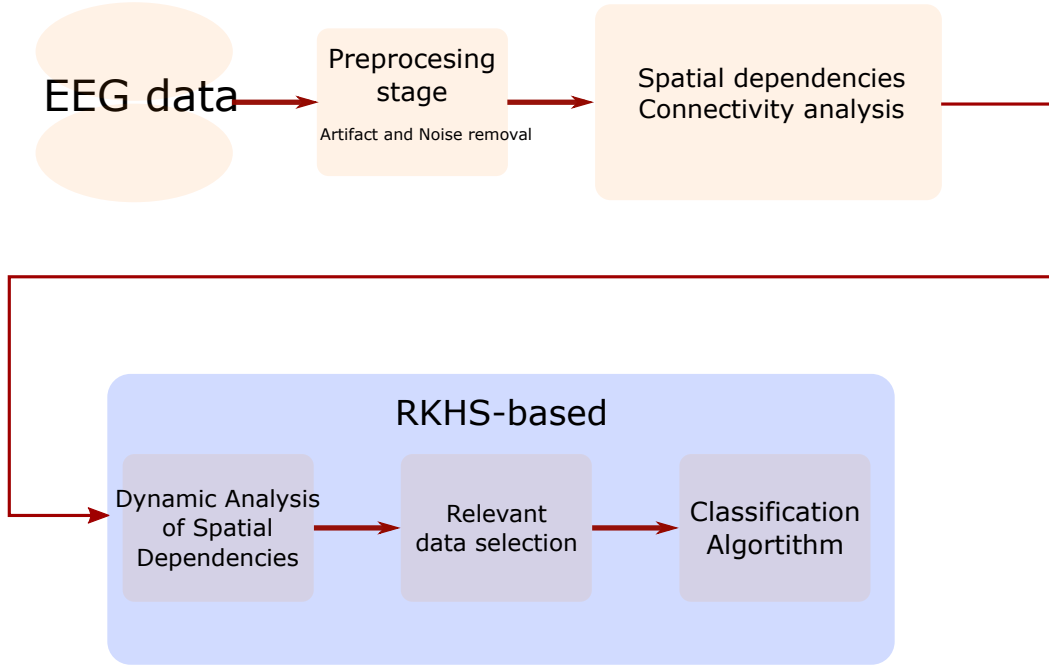 EEG data
Preprocesing
stage
Artifact and Noise removal
Spatial dependencies
Connectivity analysis
RKHS-based
Dynamic Analysis
of Spatial
Dependencies
Relevant
data selection
Classification
Algortithm